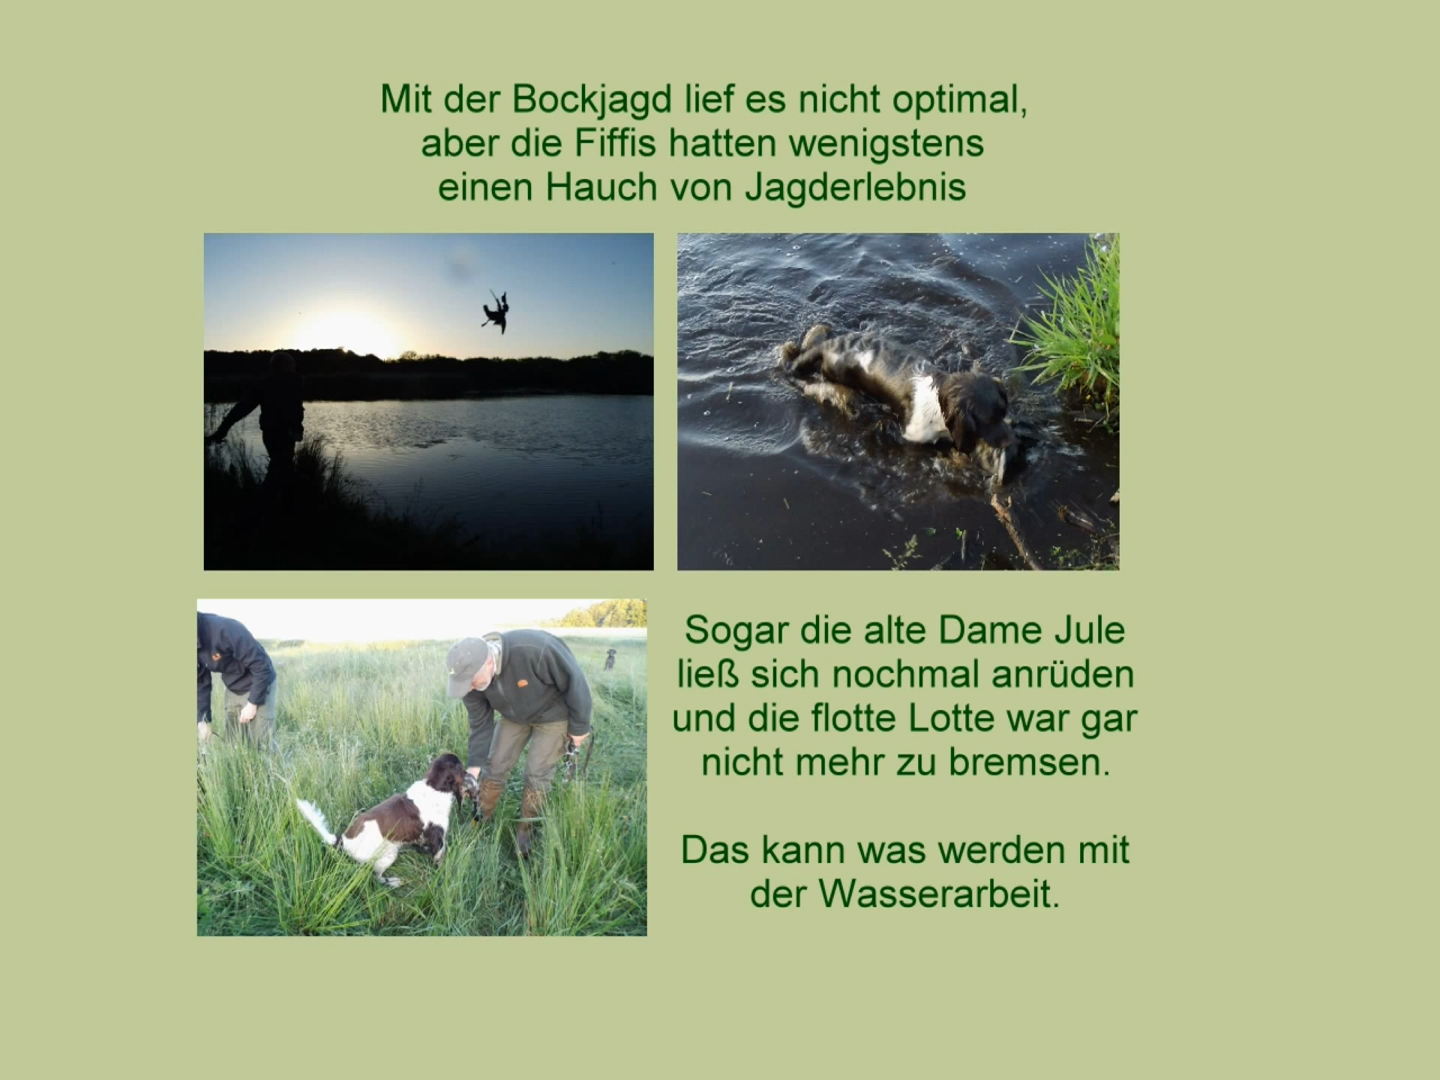 Mit der Bockjagd lief es nicht optimal,
aber die Fiffis hatten wenigstens
einen Hauch von Jagderlebnis
Sogar die alte Dame Jule
ließ sich nochmal anrüden
und die flotte Lotte war gar
nicht mehr zu bremsen.
Das kann was werden mit
der Wasserarbeit.